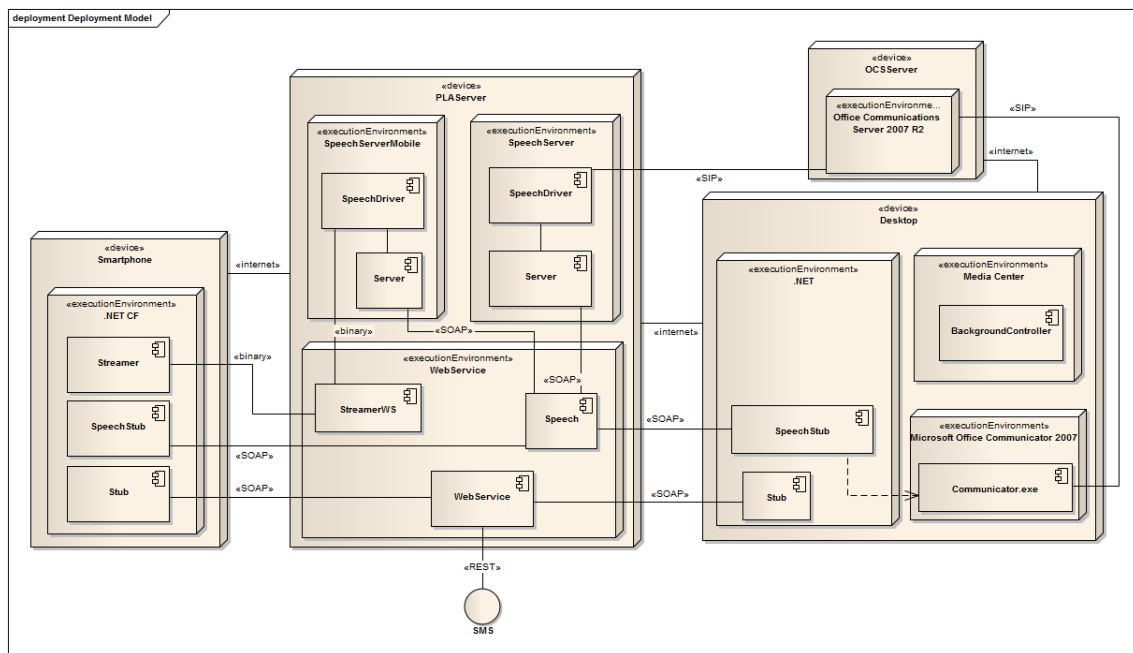 deployment Deployment Model
«device»
OCSServer
«executionEnvironme...
Office Communications
Server 2007 R2
«SIP»
«internet»
«SIP»
«device»
PLAServer
«executionEnvironment»
SpeechServerMobile
SpeechDriver
Server
«executionEnvironment»
SpeechServer
SpeechDriver
Server
«binary»
«SOAP»
«SOAP»
«executionEnvironment»
WebService
StreamerWS
Speech
WebService
«internet»
«device»
Smartphone
«executionEnvironment»
.NET CF
Streamer
SpeechStub
Stub
«binary»
«SOAP»
«SOAP»
«internet»
«SOAP»
«SOAP»
«device»
Desktop
«executionEnvironment»
.NET
SpeechStub
Stub
«executionEnvironment»
Media Center
BackgroundController
«executionEnvironment»
Microsoft Office Communicator 2007
Communicator.exe
«REST»
SMS